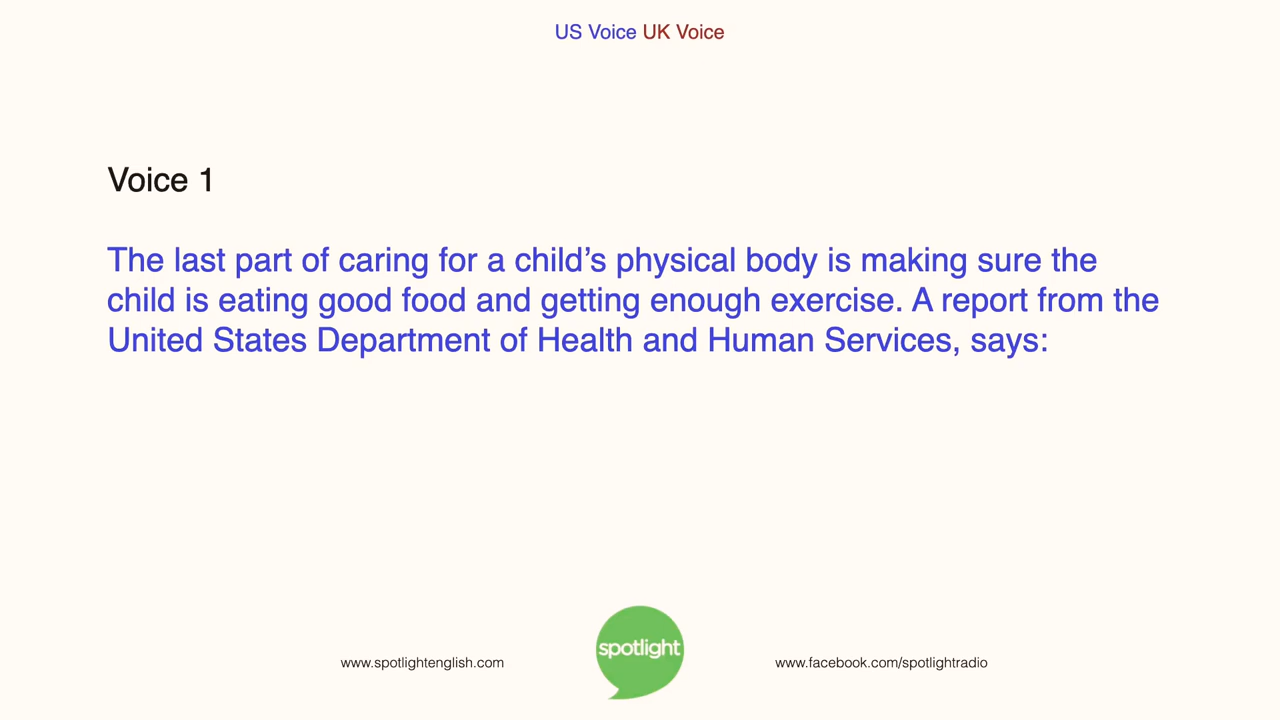 US Voice UK Voice
Voice 1
The last part of caring for a child’s physical body is making sure the
child is eating good food and getting enough exercise. A report from the
United States Department of Health and Human Services, says:
spotlight
www.spotlightenglish.com
www.facebook.com/spotlightradio